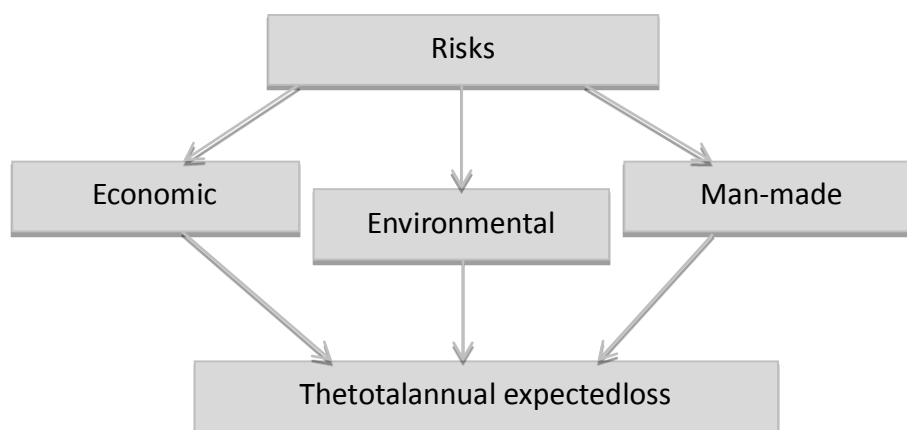 Risks
Economic
Environmental
Man-made
Thetotalannual expectedloss